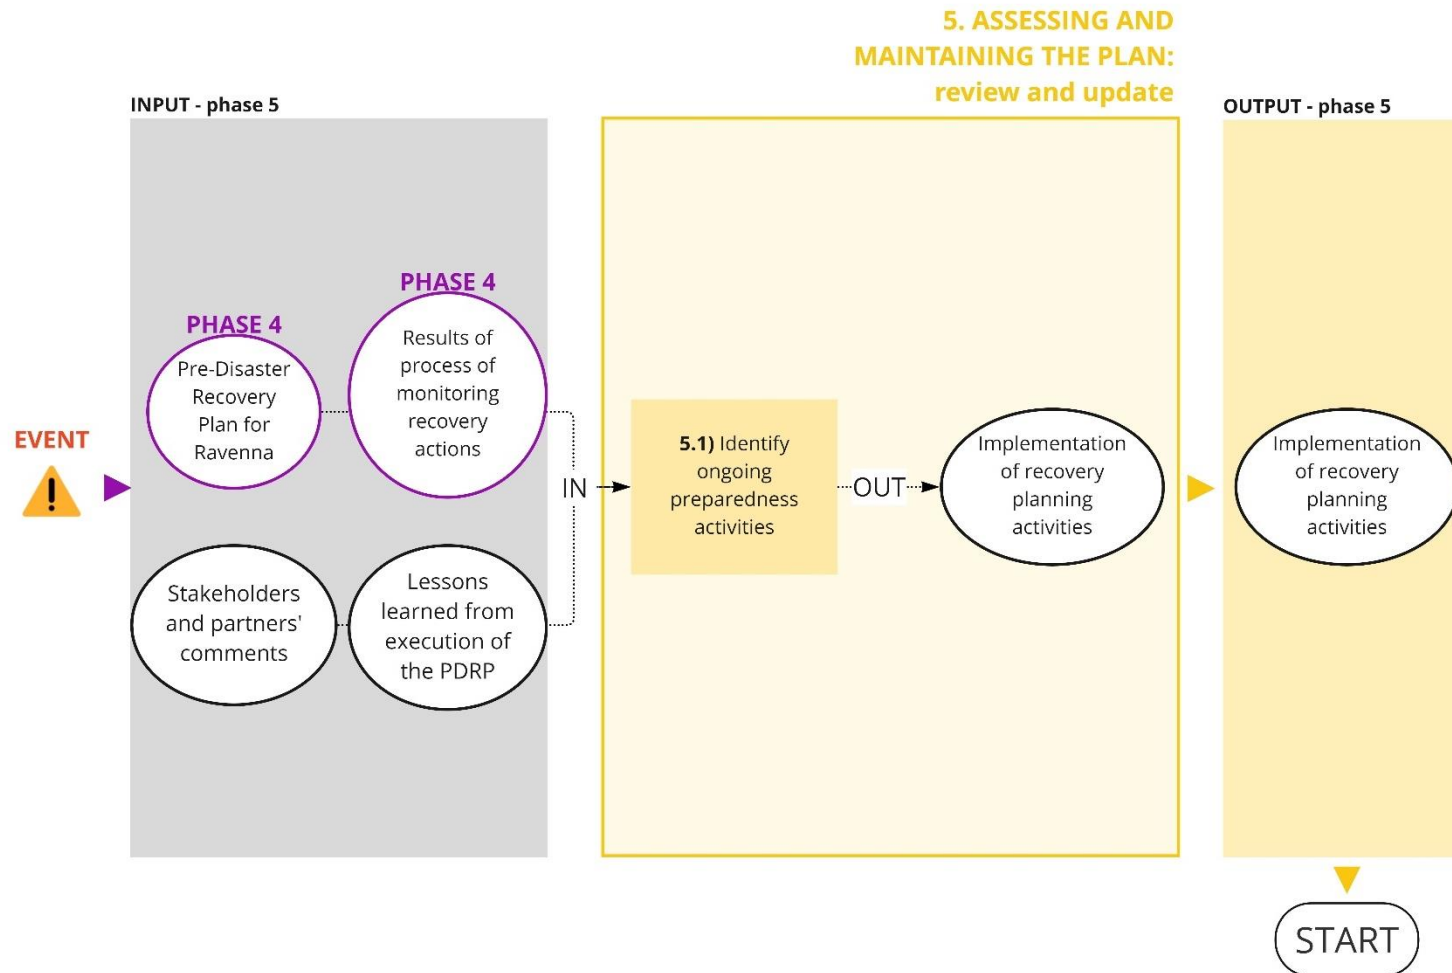 5. ASSESSING AND
MAINTAINING THE PLAN:
review and update
INPUT - phase 5
OUTPUT - phase 5
EVENT
PHASE 4
Pre-Disaster
Recovery
Plan for
Ravenna
PHASE 4
Results of
process of
monitoring
recovery
actions
Stakeholders
and partners'
comments
Lessons
learned from
execution of
the PDRP
IN
5.1) Identify
ongoing
preparedness
activities
OUT
Implementation
of recovery
planning
activities
Implementation
of recovery
planning
activities
START